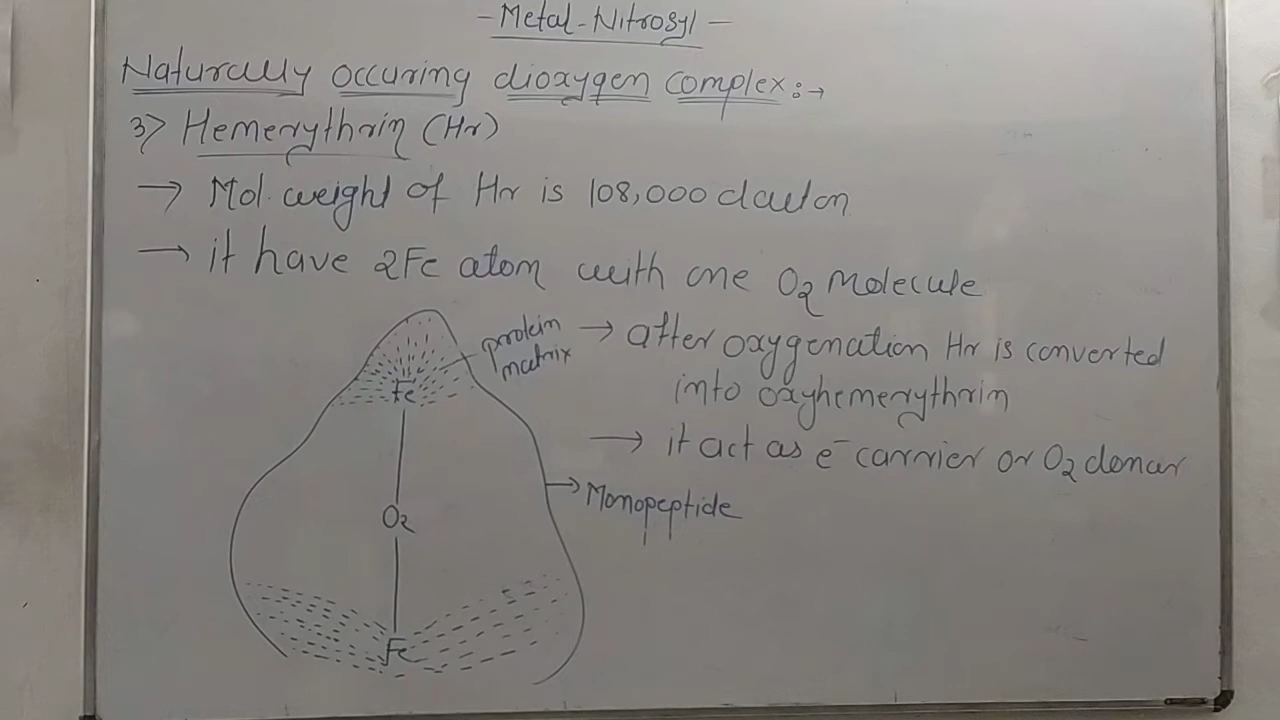 - Metal-Nitrosyl -
Naturally occuring dioxygen complex:→
3> Hemerythrin (Hr)
→ Mol. weight of Hr is 108,000 dalton
→ it have 2Fe atom with one O2 molecule
protein
matrix
Fe
O2
Fe
→ Monopeptide
→ after oxygenation Hr is converted
into oxyhemerythrin
→ it act as e- carrier or O2 donar